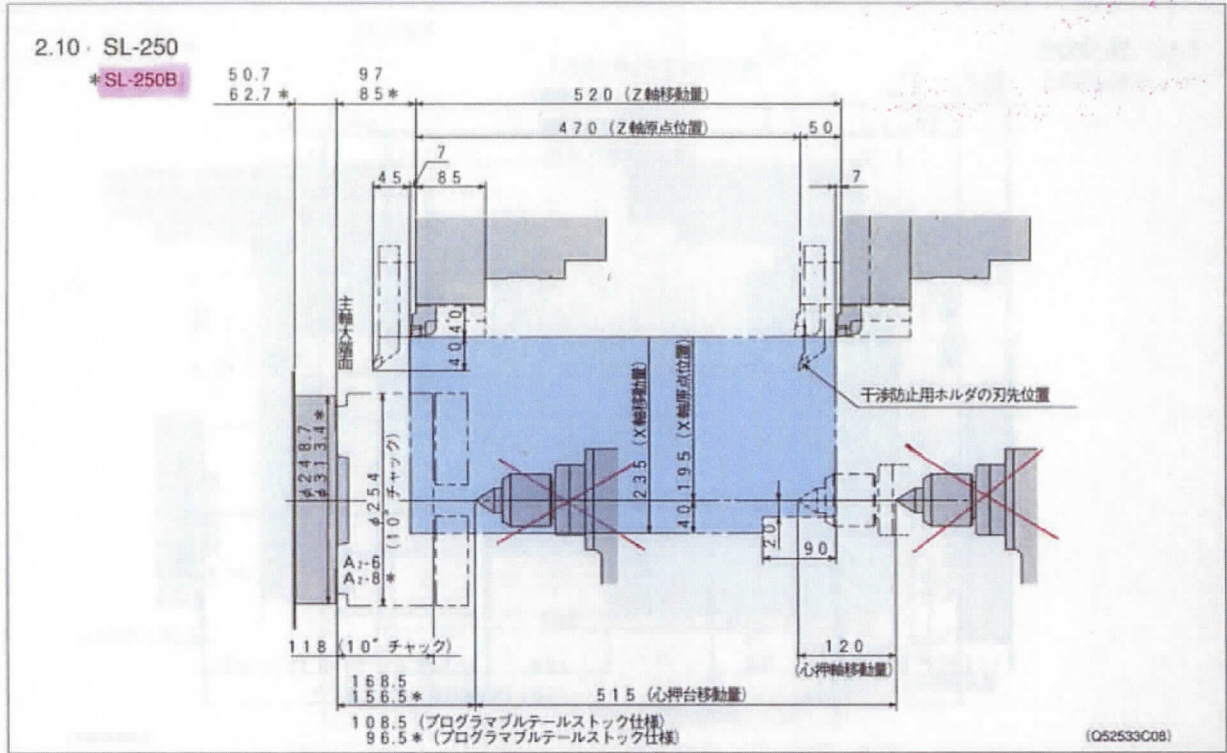 2.10 · SL-250
* SL-250B
50.7
62.7*
97
85*
520 (Z軸移動量)
470 (Z軸原点位置)
50
7
45
85
7
主軸大端面
40
40
235 (X軸移動量)
195 (X軸原点位置)
40
干渉防止用ホルダの刃先位置
φ248.7
φ313.4*
φ254
(10" チャック)
A₂-6
A₂-8*
20
90
118 (10" チャック)
120
(心押軸移動量)
168.5
156.5*
515 (心押台移動量)
108.5 (プログラマブルテールストック仕様)
96.5* (プログラマブルテールストック仕様)
(Q52533C08)